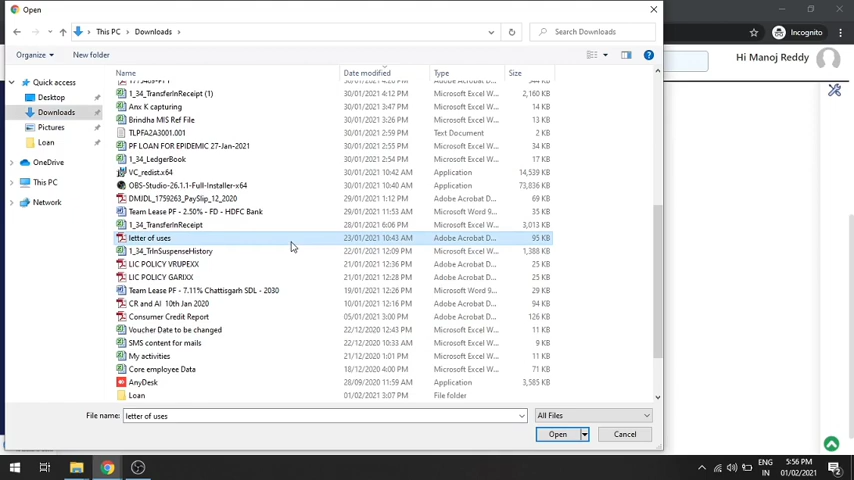 Open
This PC > Downloads
Search Downloads
Incognito
Organize
New folder
Hi Manoj Reddy
Name Date modified Type Size
1_34_TransferInReceipt (1) 30/01/2021 4:12 PM Microsoft Excel W... 2,160 KB
Anx K capturing 30/01/2021 3:47 PM Microsoft Excel W... 14 KB
Brindha MIS Ref File 30/01/2021 3:26 PM Microsoft Excel W... 13 KB
TLPFA2A3001.001 30/01/2021 2:59 PM Text Document 2 KB
PF LOAN FOR EPIDEMIC 27-Jan-2021 30/01/2021 2:55 PM Microsoft Excel W... 34 KB
1_34_LedgerBook 30/01/2021 2:54 PM Microsoft Excel W... 17 KB
VC_redist.x64 30/01/2021 10:42 AM Application 14,539 KB
OBS-Studio-26.1.1-Full-Installer-x64 30/01/2021 10:40 AM Application 73,836 KB
DMJDL_1759263_PaySlip_12_2020 29/01/2021 1:12 PM Adobe Acrobat D... 69 KB
Team Lease PF - 2.50% - FD - HDFC Bank 29/01/2021 11:53 AM Microsoft Word 9... 35 KB
1_34_TransferInReceipt 28/01/2021 6:06 PM Microsoft Excel W... 3,013 KB
letter of uses 23/01/2021 10:43 AM Adobe Acrobat D... 95 KB
1_34_TrInSuspenseHistory 22/01/2021 12:09 PM Microsoft Excel W... 1,388 KB
LIC POLICY VRUPEXX 21/01/2021 12:36 PM Adobe Acrobat D... 25 KB
LIC POLICY GARIXX 21/01/2021 12:28 PM Adobe Acrobat D... 25 KB
Team Lease PF - 7.11% Chattisgarh SDL - 2030 21/01/2021 12:16 PM Microsoft Word 9... 29 KB
CR and AI 10th Jan 2020 10/01/2021 12:16 PM Adobe Acrobat D... 94 KB
Consumer Credit Report 05/01/2021 3:00 PM Adobe Acrobat D... 126 KB
Voucher Date to be changed 22/12/2020 12:43 PM Microsoft Excel W... 34 KB
SMS content for mails 22/12/2020 10:33 AM Microsoft Excel W... 9 KB
My activities 21/12/2020 1:01 PM Microsoft Excel W... 34 KB
Core employee Data 18/12/2020 4:00 PM Microsoft Excel W... 71 KB
AnyDesk 28/09/2020 11:59 AM Application 3,585 KB
Loan 01/02/2021 3:07 PM File folder
Quick access
Desktop
Downloads
Pictures
Loan
OneDrive
This PC
Network
File name: letter of uses
All Files
Open
Cancel
ENG 5:56 PM
IN 01/02/2021
2